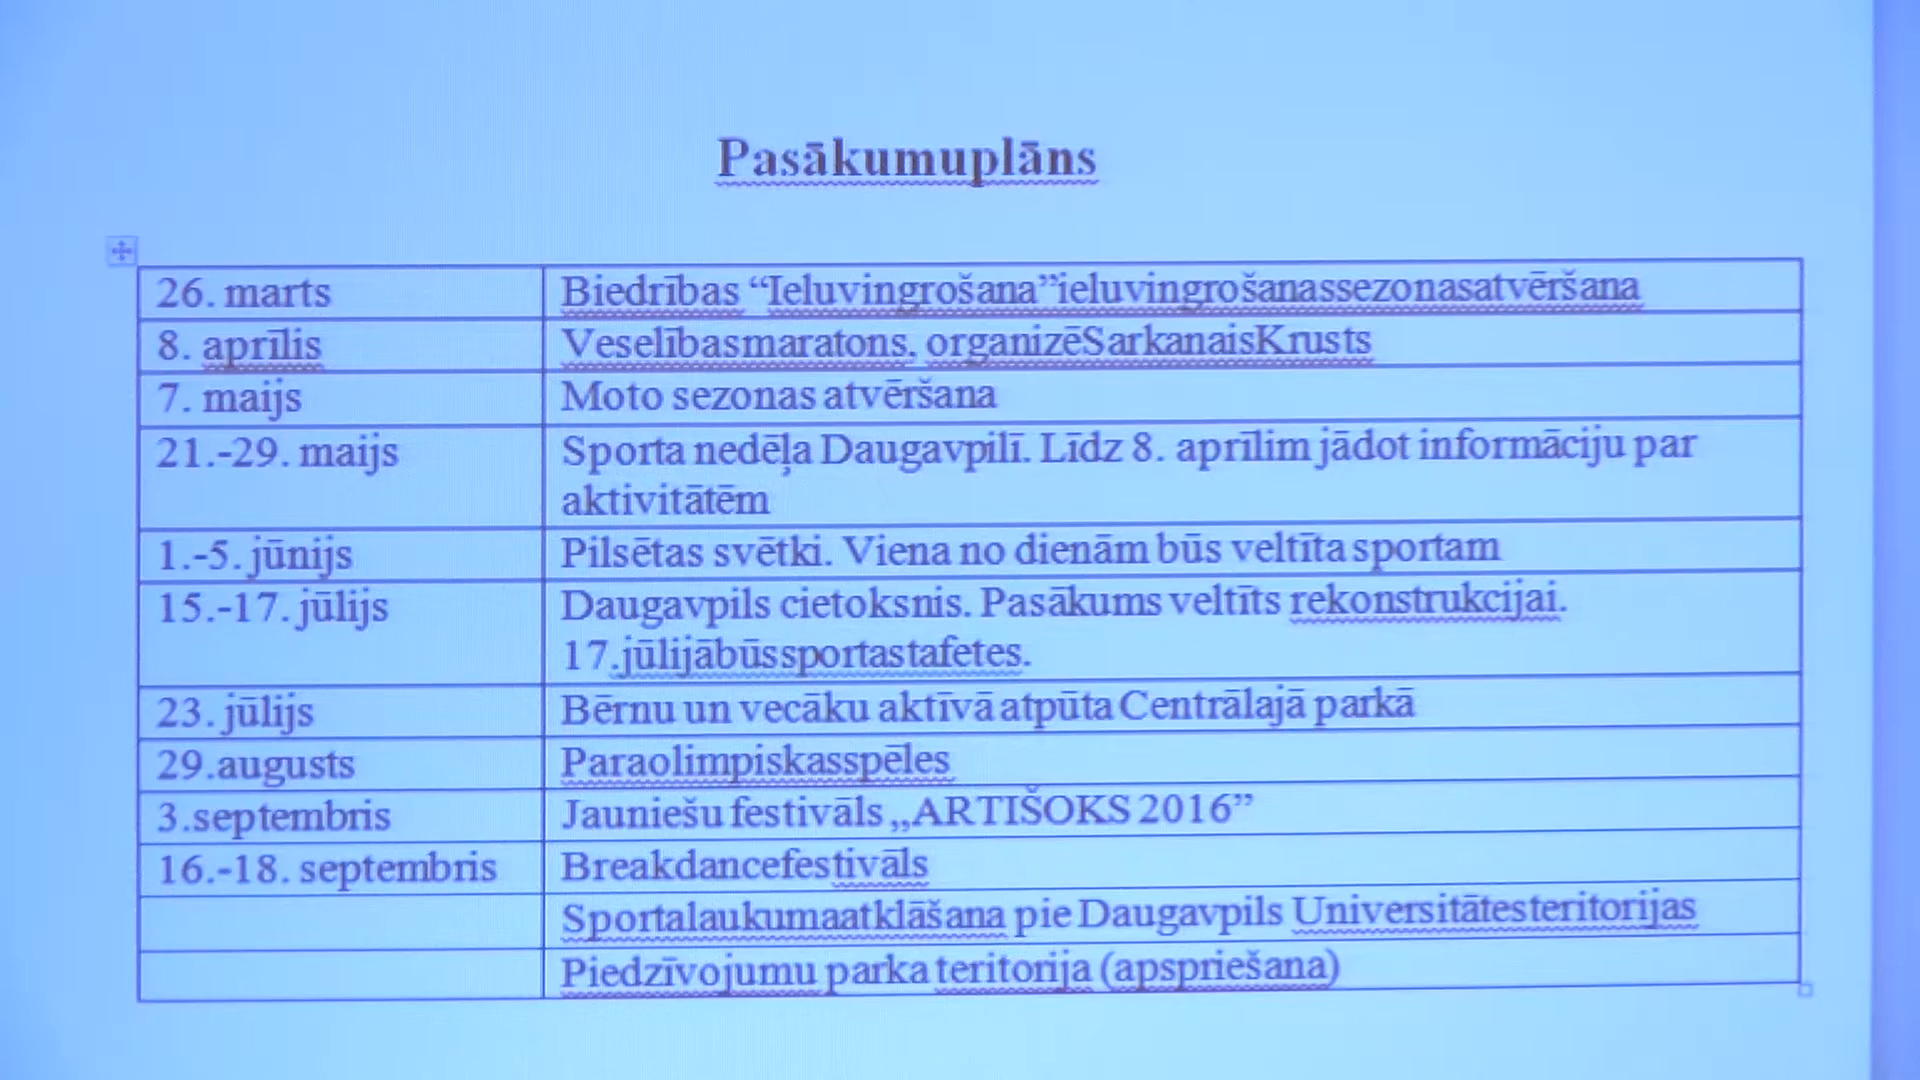 Pasākumuplāns
26. marts Biedrības “Ieluvingrošana”ieluvingrošanassezonasatvēršana
8. aprīlis Veselībasmaratons. organizēSarkanaisKrusts
7. maijs Moto sezonas atvēršana
21.-29. maijs Sporta nedēļa Daugavpilī. Līdz 8. aprīlim jādot informāciju par
aktivitātēm
1.-5. jūnijs Pilsētas svētki. Viena no dienām būs veltīta sportam
15.-17. jūlijs Daugavpils cietoksnis. Pasākums veltīts rekonstrukcijai.
17.jūlijābūssportastafetes.
23. jūlijs Bērnu un vecāku aktīvā atpūta Centrālajā parkā
29.augusts Paraolimpiskasspēles
3.septembris Jauniešu festivāls „ARTIŠOKS 2016”
16.-18. septembris Breakdancefestivāls
Sportalaukumaatklāšana pie Daugavpils Universitātesteritorijas
Piedzīvojumu parka teritorija (apspriešana)